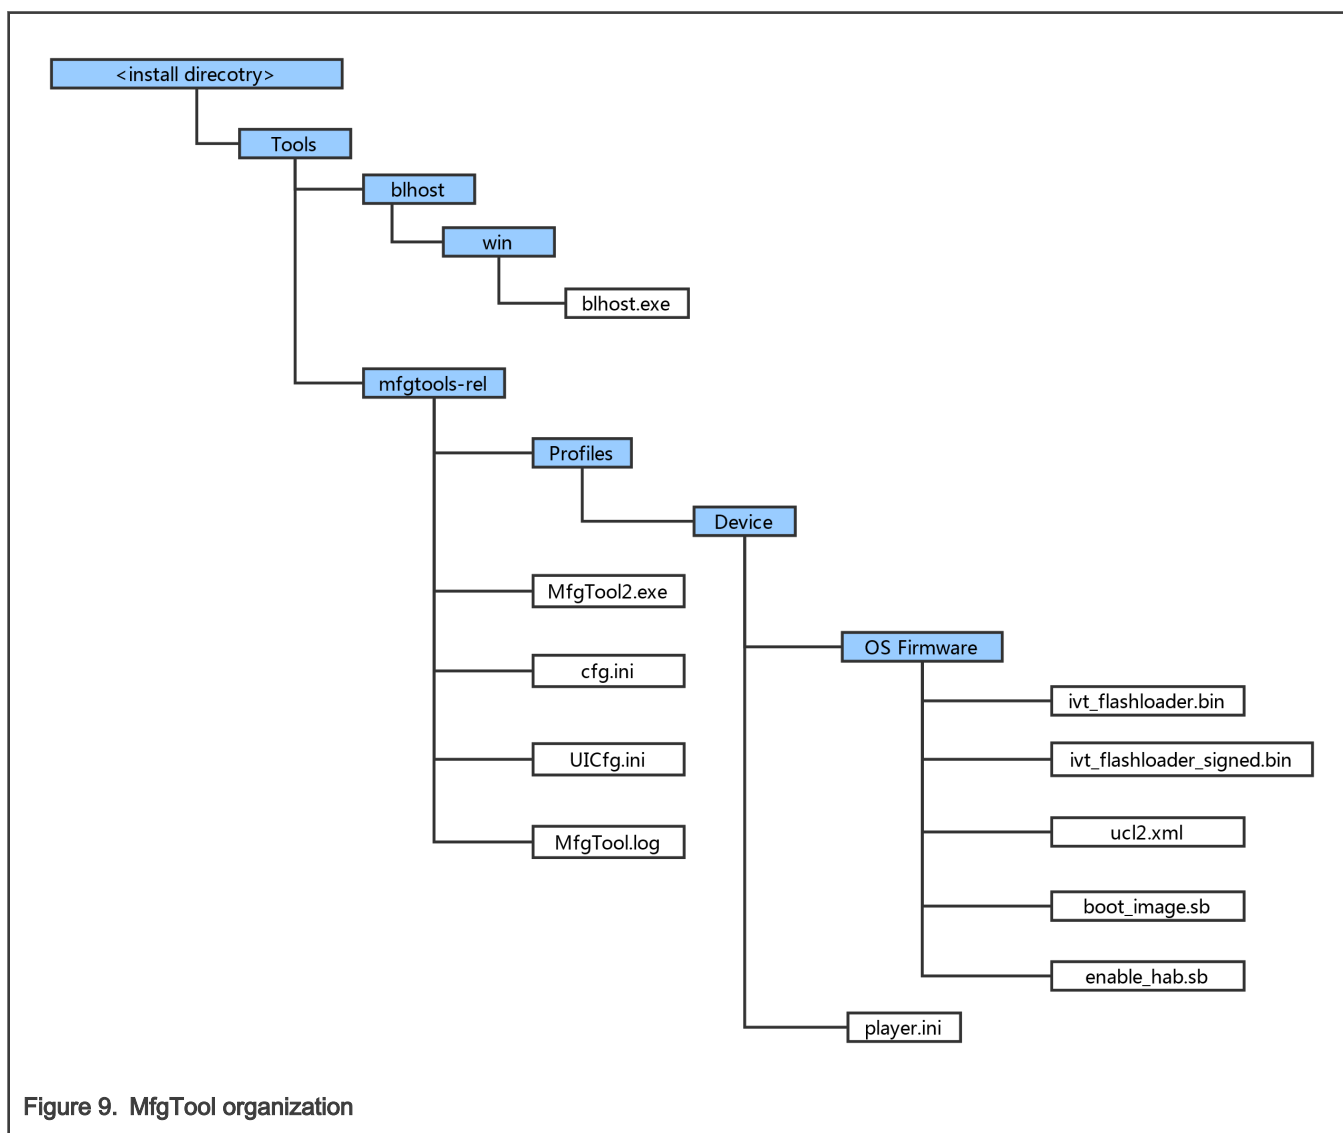 <install direcotry>
Tools
blhost
win
blhost.exe
mfgtools-rel
Profiles
Device
MfgTool2.exe
OS Firmware
cfg.ini
ivt_flashloader.bin
UICfg.ini
ivt_flashloader_signed.bin
ucl2.xml
MfgTool.log
boot_image.sb
enable_hab.sb
player.ini
Figure 9. MfgTool organization